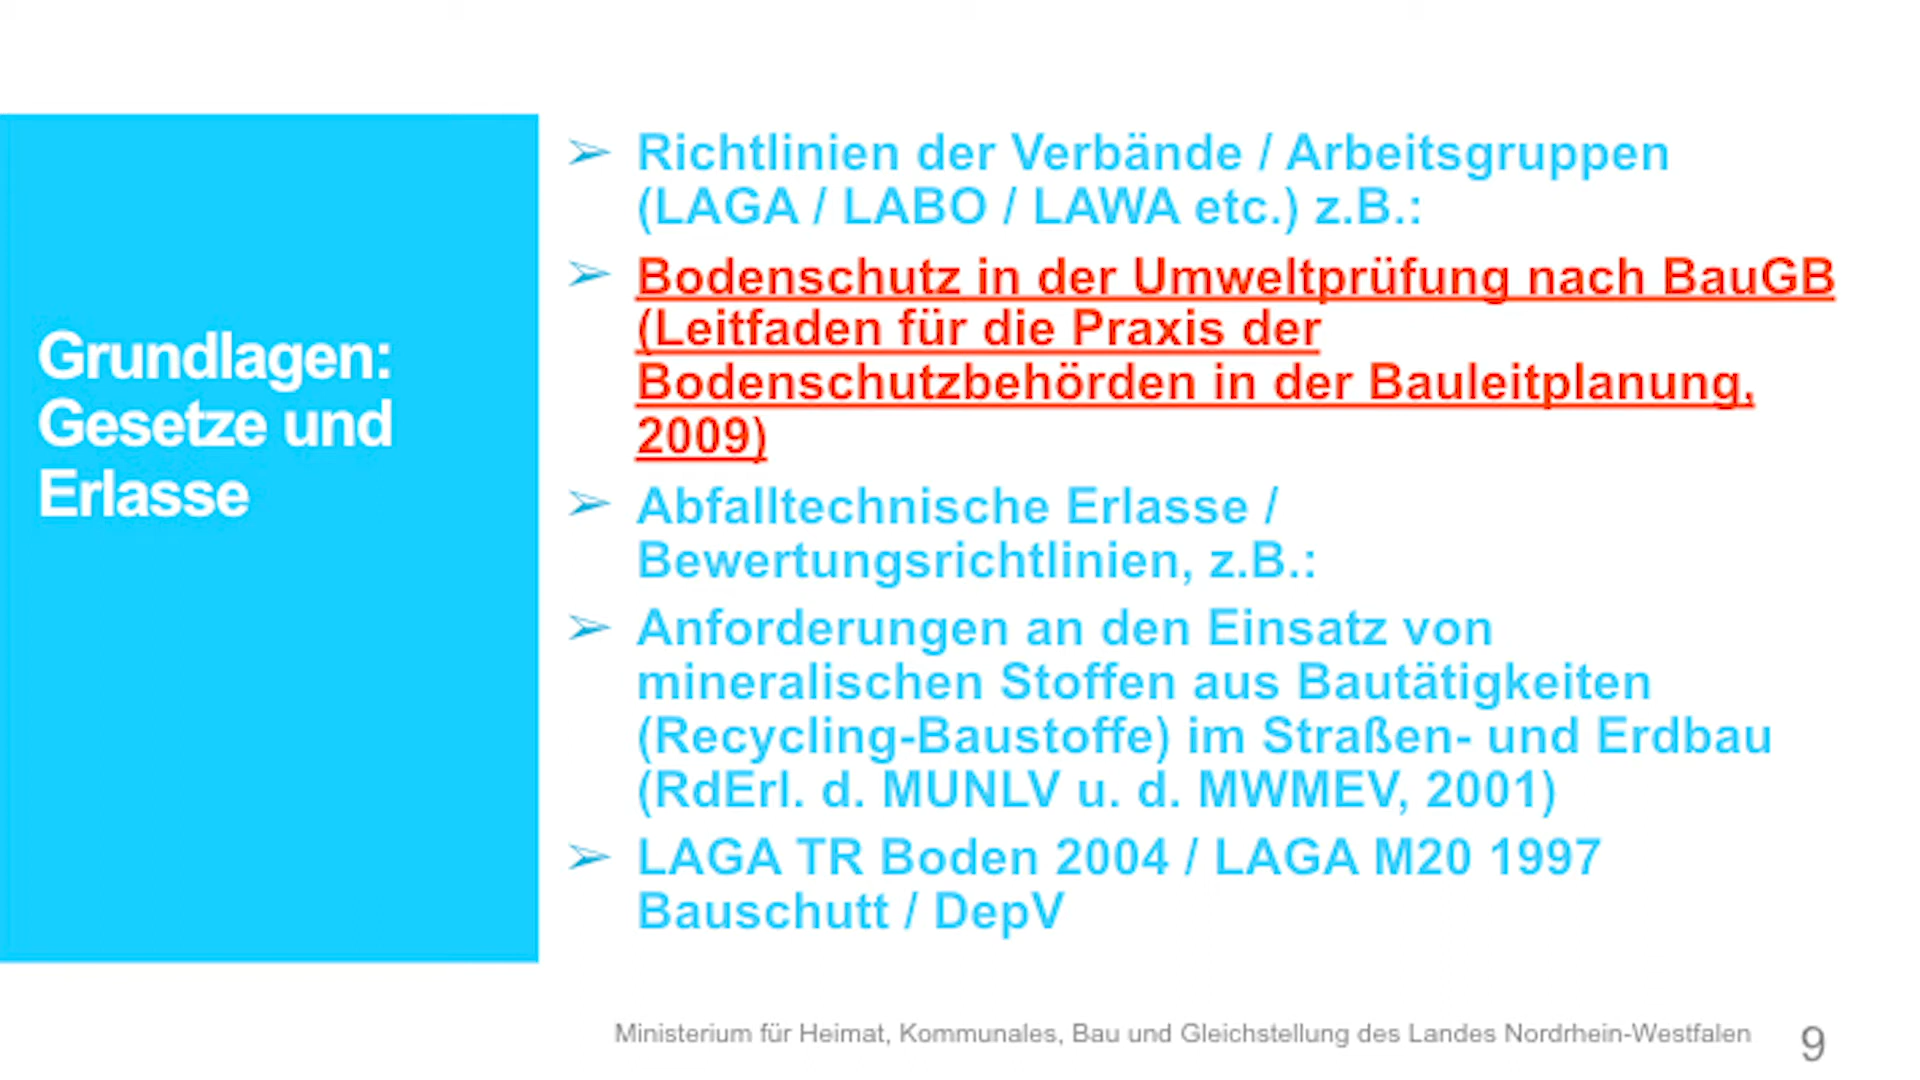 Grundlagen:
Gesetze und
Erlasse
➢ Richtlinien der Verbände / Arbeitsgruppen
(LAGA / LABO / LAWA etc.) z.B.:
➢ Bodenschutz in der Umweltprüfung nach BauGB
(Leitfaden für die Praxis der
Bodenschutzbehörden in der Bauleitplanung,
2009)
➢ Abfalltechnische Erlasse /
Bewertungsrichtlinien, z.B.:
➢ Anforderungen an den Einsatz von
mineralischen Stoffen aus Bautätigkeiten
(Recycling-Baustoffe) im Straßen- und Erdbau
(RdErl. d. MUNLV u. d. MWMEV, 2001)
➢ LAGA TR Boden 2004 / LAGA M20 1997
Bauschutt / DepV
Ministerium für Heimat, Kommunales, Bau und Gleichstellung des Landes Nordrhein-Westfalen
9